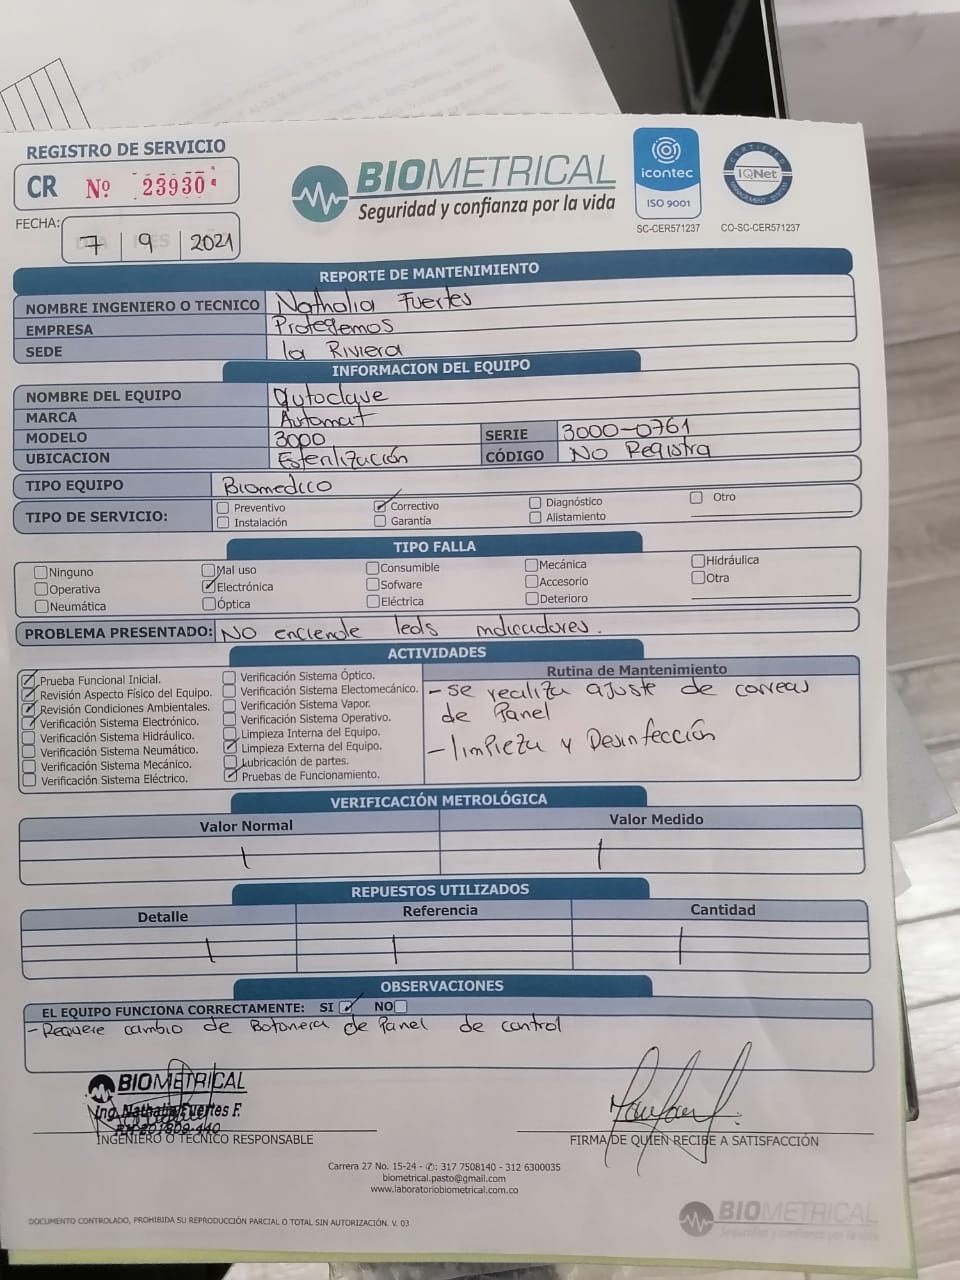 REGISTRO DE SERVICIO
CR Nº 23930
BIOMETRICAL
Seguridad y confianza por la vida
icontec
ISO 9001
SC-CER571237
CERTIFIED
IQNet
MANAGEMENT SYSTEM
CO-SC-CER571237
FECHA: 7 9 2021
REPORTE DE MANTENIMIENTO
NOMBRE INGENIERO O TECNICO Nathalia Fuertes
EMPRESA Protegemos
SEDE la Riviera
INFORMACION DEL EQUIPO
NOMBRE DEL EQUIPO Autoclave
MARCA Automat
MODELO 3000 SERIE 3000-0761
UBICACION Esterilización CÓDIGO No Registra
TIPO EQUIPO Biomedico
TIPO DE SERVICIO: Preventivo Correctivo Diagnóstico Otro
Instalación Garantía Alistamiento
TIPO FALLA
Ninguno Mal uso Consumible Mecánica Hidráulica
Operativa Electrónica Sofware Accesorio Otra
Neumática Óptica Eléctrica Deterioro
PROBLEMA PRESENTADO: NO enciende leds indicadores.
ACTIVIDADES
Prueba Funcional Inicial.
Revisión Aspecto Físico del Equipo.
Revisión Condiciones Ambientales.
Verificación Sistema Electrónico.
Verificación Sistema Hidráulico.
Verificación Sistema Neumático.
Verificación Sistema Mecánico.
Verificación Sistema Eléctrico.
Verificación Sistema Óptico.
Verificación Sistema Electomecánico.
Verificación Sistema Vapor.
Verificación Sistema Operativo.
Limpieza Interna del Equipo.
Limpieza Externa del Equipo.
Lubricación de partes.
Pruebas de Funcionamiento.
Rutina de Mantenimiento
- se realiza ajuste de correas
de Panel
- limpieza y Desinfección
VERIFICACIÓN METROLÓGICA
Valor Normal Valor Medido
REPUESTOS UTILIZADOS
Detalle Referencia Cantidad
OBSERVACIONES
EL EQUIPO FUNCIONA CORRECTAMENTE: SI NO
- Requiere cambio de Botonera de Panel de control
BIOMETRICAL
Ing. Nathalia Fuertes F.
INGENIERO O TECNICO RESPONSABLE
FIRMA DE QUIEN RECIBE A SATISFACCIÓN
Carrera 27 No. 15-24 - ✆: 317 7508140 - 312 6300035
biometrical.pasto@gmail.com
www.laboratoriobiometrical.com.co
DOCUMENTO CONTROLADO, PROHIBIDA SU REPRODUCCIÓN PARCIAL O TOTAL SIN AUTORIZACIÓN. V. 03
BIOMETRICAL
Seguridad y confianza por la vida